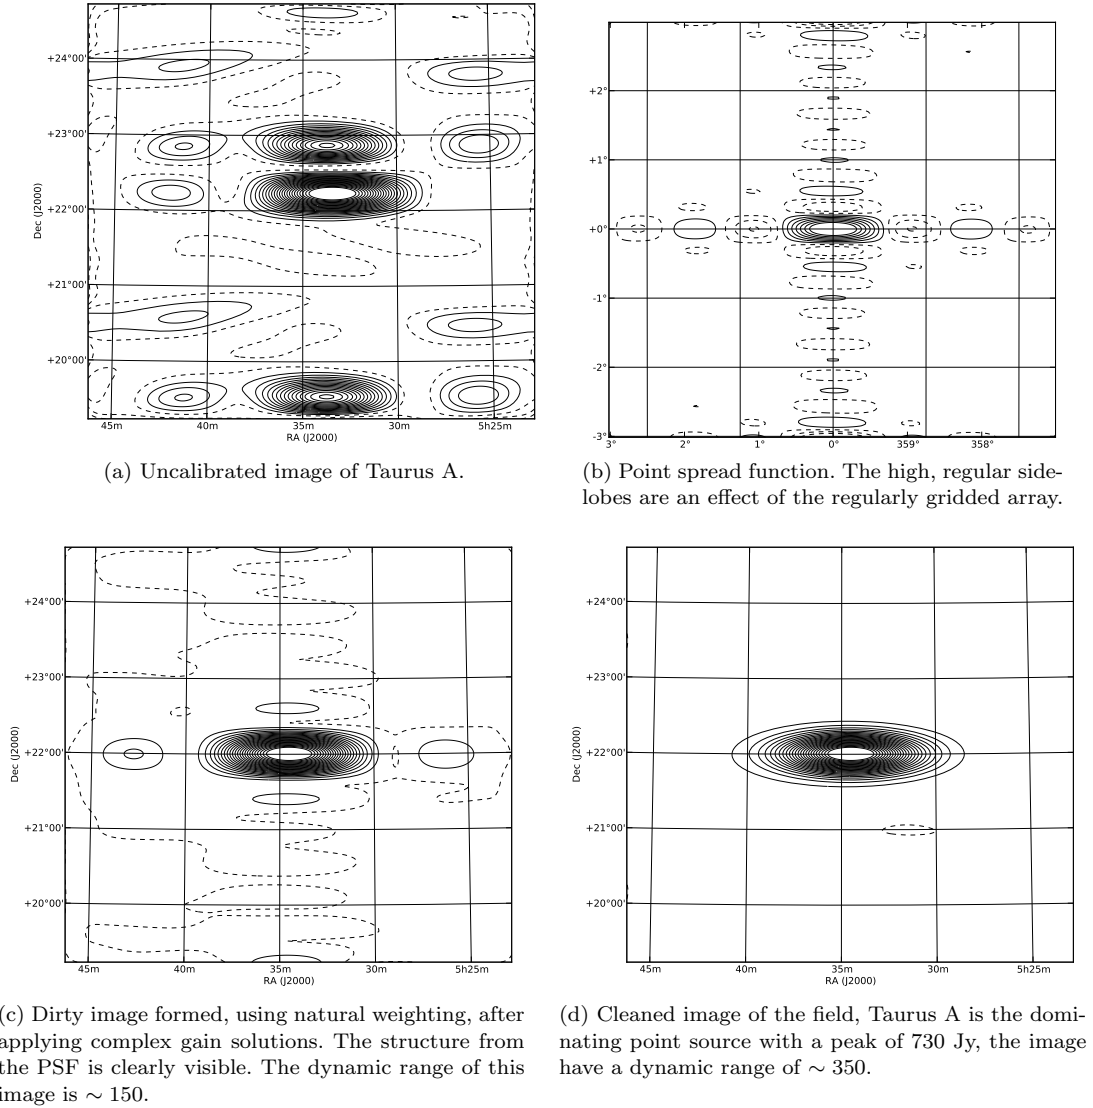 +24°00'
+23°00'
+22°00'
+21°00'
+20°00'
Dec (J2000)
45m 40m 35m 30m 5h25m
RA (J2000)
(a) Uncalibrated image of Taurus A.
+2°
+1°
+0°
-1°
-2°
-3°
3° 2° 1° 0° 359° 358°
(b) Point spread function. The high, regular side-
lobes are an effect of the regularly gridded array.
+24°00'
+23°00'
+22°00'
+21°00'
+20°00'
Dec (J2000)
45m 40m 35m 30m 5h25m
RA (J2000)
(c) Dirty image formed, using natural weighting, after
applying complex gain solutions. The structure from
the PSF is clearly visible. The dynamic range of this
image is ∼ 150.
+24°00'
+23°00'
+22°00'
+21°00'
+20°00'
Dec (J2000)
45m 40m 35m 30m 5h25m
RA (J2000)
(d) Cleaned image of the field, Taurus A is the domi-
nating point source with a peak of 730 Jy, the image
have a dynamic range of ∼ 350.